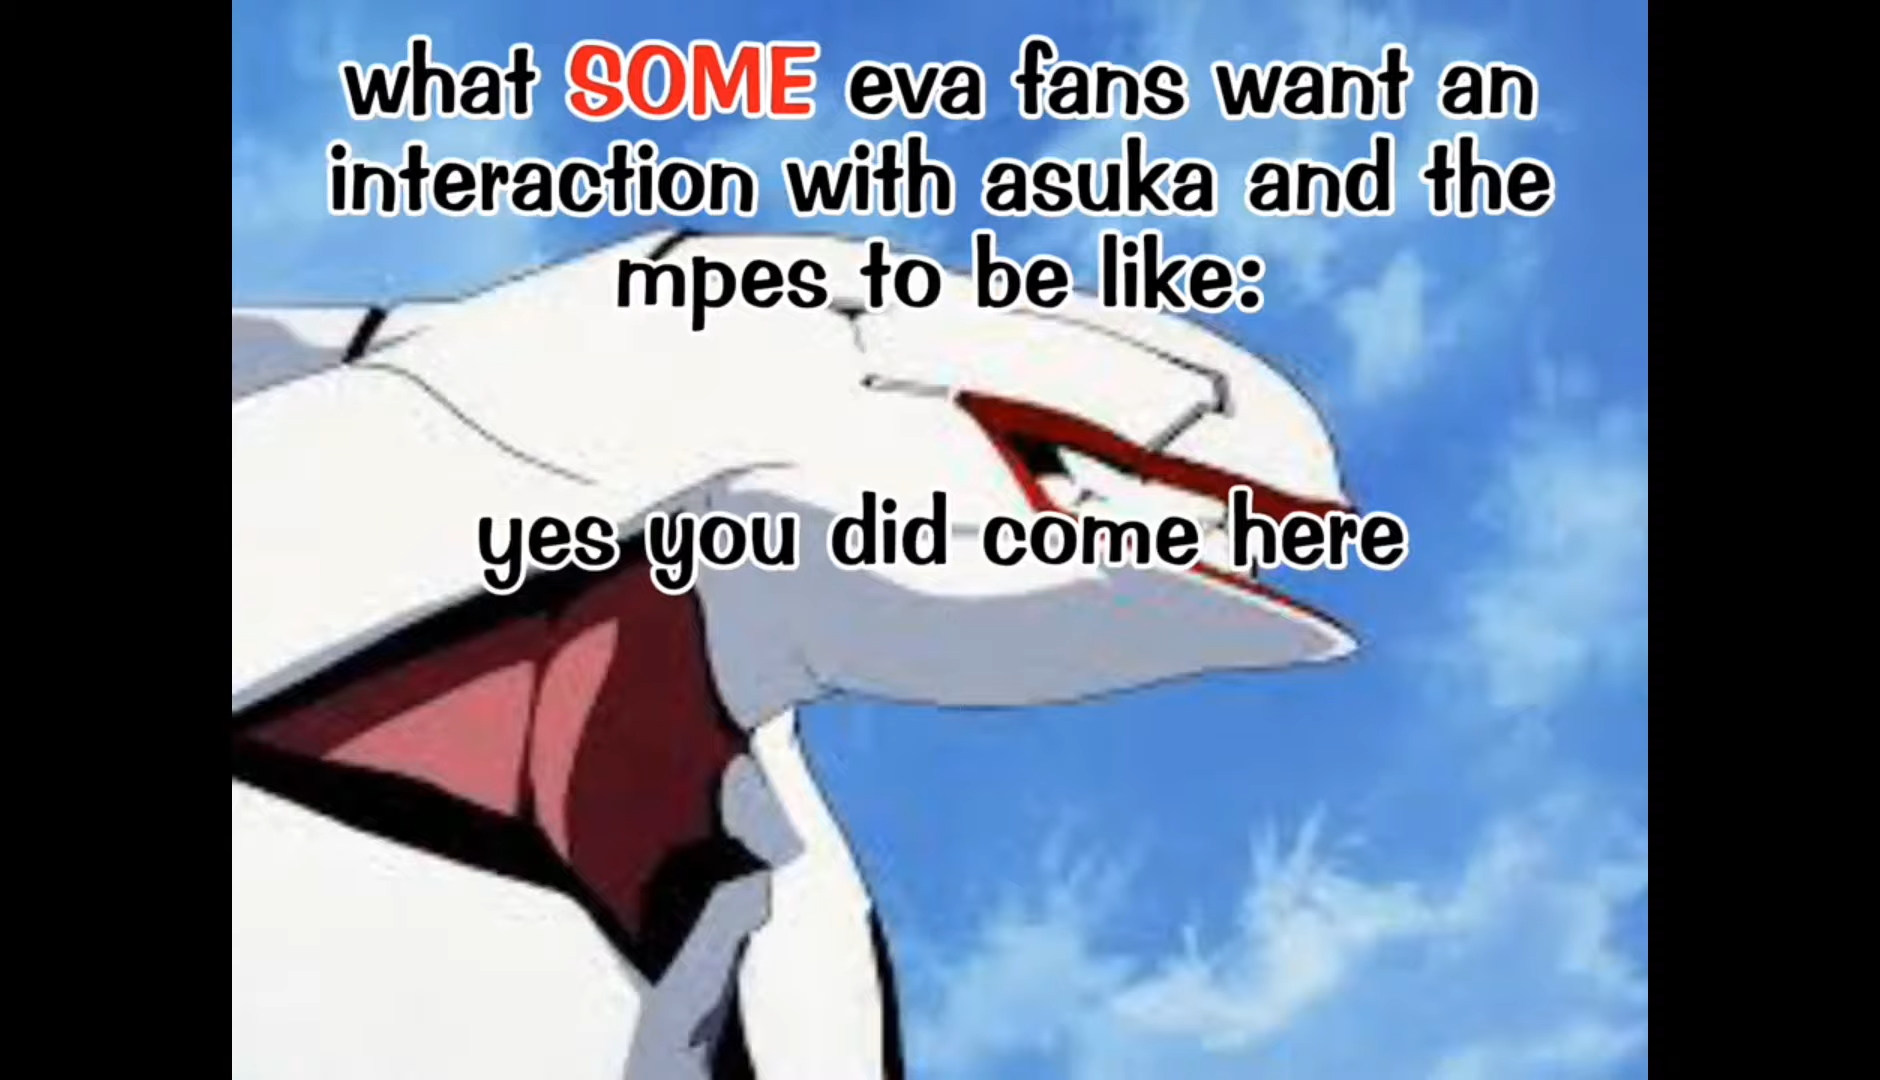 what SOME eva fans want an
interaction with asuka and the
mpes to be like:
yes you did come here